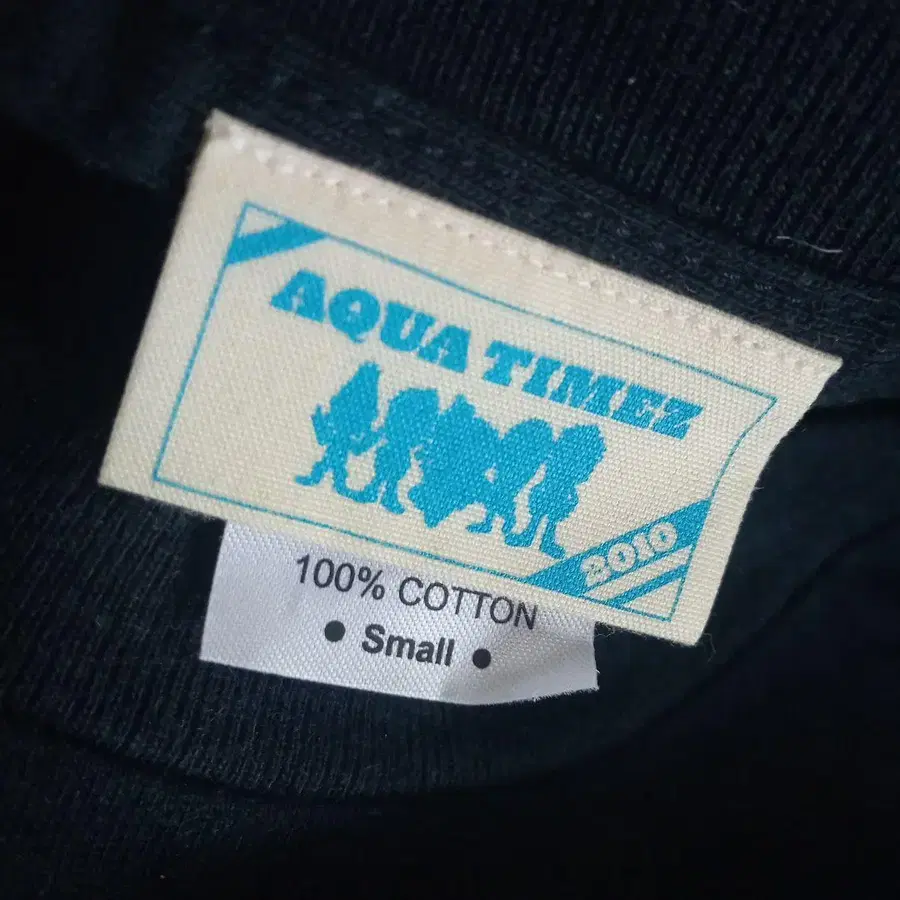 AQUA TIMEZ
2010
100% COTTON
• Small •